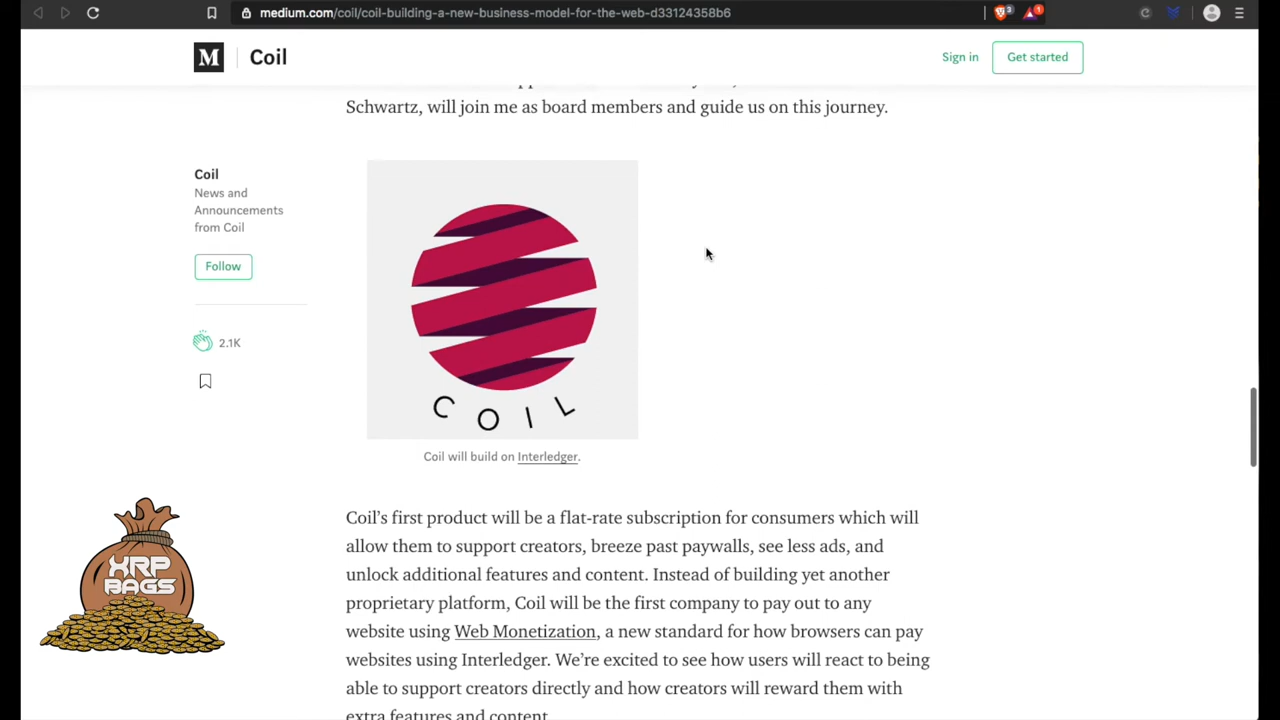 medium.com/coil/coil-building-a-new-business-model-for-the-web-d33124358b6
3
1
M
Coil
Sign in
Get started
Schwartz, will join me as board members and guide us on this journey.
Coil
News and
Announcements
from Coil
Follow
2.1K
COIL
Coil will build on Interledger.
XRP
BAGS
Coil's first product will be a flat-rate subscription for consumers which will
allow them to support creators, breeze past paywalls, see less ads, and
unlock additional features and content. Instead of building yet another
proprietary platform, Coil will be the first company to pay out to any
website using Web Monetization, a new standard for how browsers can pay
websites using Interledger. We're excited to see how users will react to being
able to support creators directly and how creators will reward them with
extra features and content.